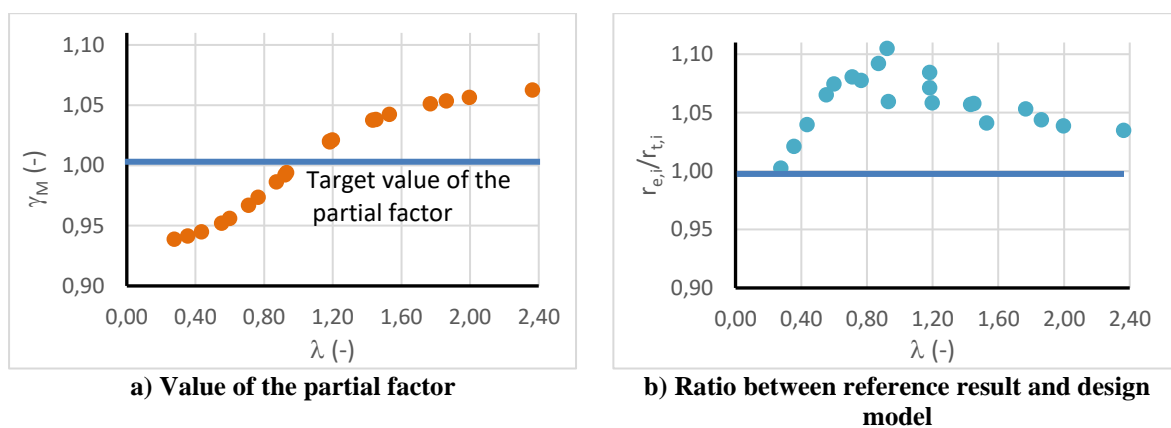 1,10
1,05
1,00
0,95
0,90
γM (-)
Target value of the
partial factor
0,00 0,40 0,80 1,20 1,60 2,00 2,40
λ (-)
a) Value of the partial factor
1,10
1,05
1,00
0,95
0,90
re,i/rt,i
0,00 0,40 0,80 1,20 1,60 2,00 2,40
λ (-)
b) Ratio between reference result and design
model